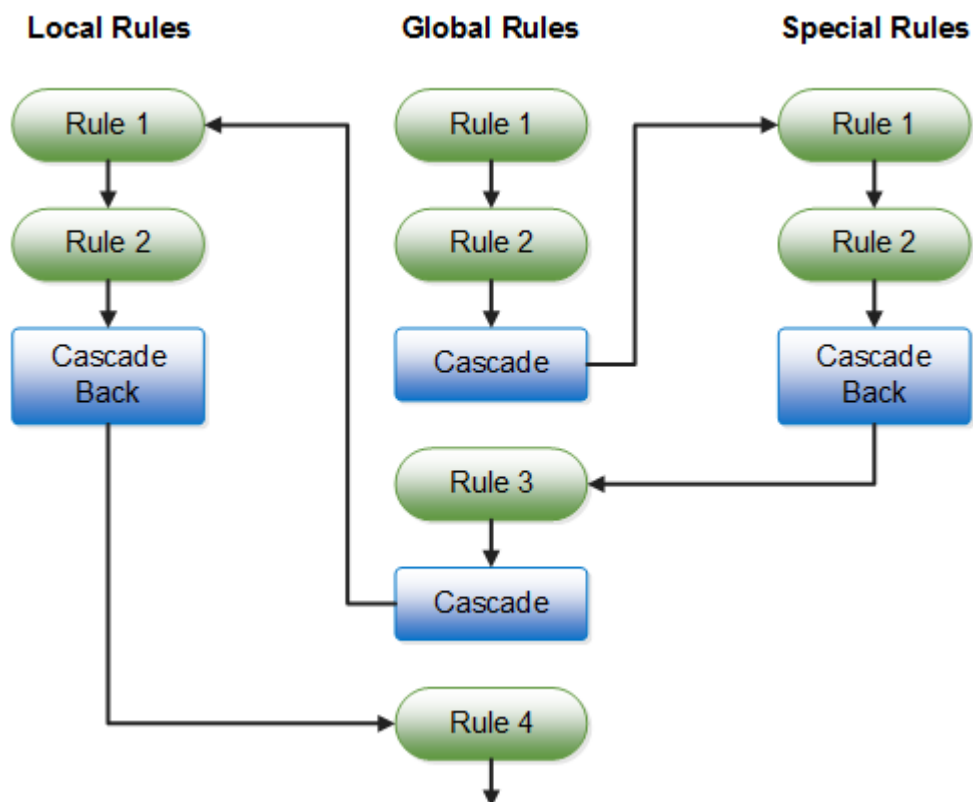 Local Rules
Global Rules
Special Rules
Rule 1
Rule 1
Rule 1
Rule 2
Rule 2
Rule 2
Cascade
Back
Cascade
Cascade
Back
Rule 3
Cascade
Rule 4